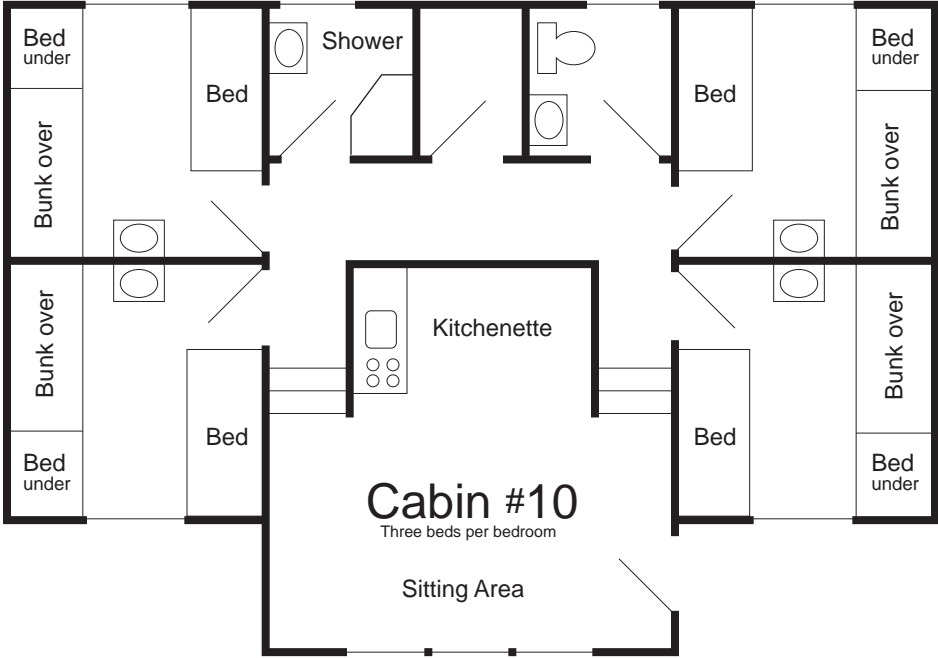 Bed
under
Shower
Bed
under
Bed
Bed
Bunk over
Bunk over
Kitchenette
Bunk over
Bunk over
Bed
Bed
Bed
under
Bed
under
Cabin #10
Three beds per bedroom
Sitting Area